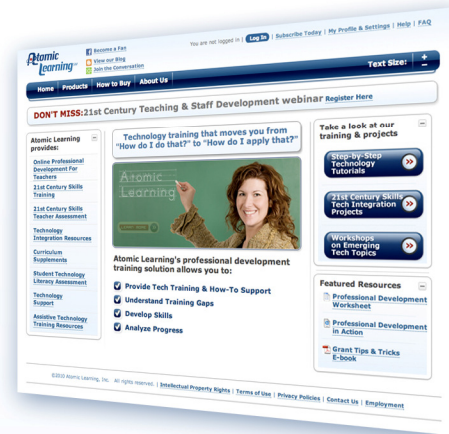 Atomic
Learning
Become a Fan
View our Blog
Join the Conversation
You are not logged in | Log In | Subscribe Today | My Profile & Settings | Help | FAQ
Home Products How to Buy About Us
Text Size: + -
DON'T MISS:21st Century Teaching & Staff Development webinar Register Here
Atomic Learning
provides:
Online Professional
Development For
Teachers
21st Century Skills
Training
21st Century Skills
Teacher Assessment
Technology
Integration Resources
Curriculum
Supplements
Student Technology
Literacy Assessment
Technology
Support
Assistive Technology
Training Resources
Technology training that moves you from
"How do I do that?" to "How do I apply that?"
Atomic
Learning
Atomic Learning's professional development
training solution allows you to:
Provide Tech Training & How-To Support
Understand Training Gaps
Develop Skills
Analyze Progress
Take a look at our
training & projects
Step-by-Step
Technology
Tutorials
21st Century Skills
Tech Integration
Projects
Workshops
on Emerging
Tech Topics
Featured Resources
Professional Development
Worksheet
Professional Development
in Action
Grant Tips & Tricks
E-book
©2010 Atomic Learning, Inc. All rights reserved. | Intellectual Property Rights | Terms of Use | Privacy Policies | Contact Us | Employment